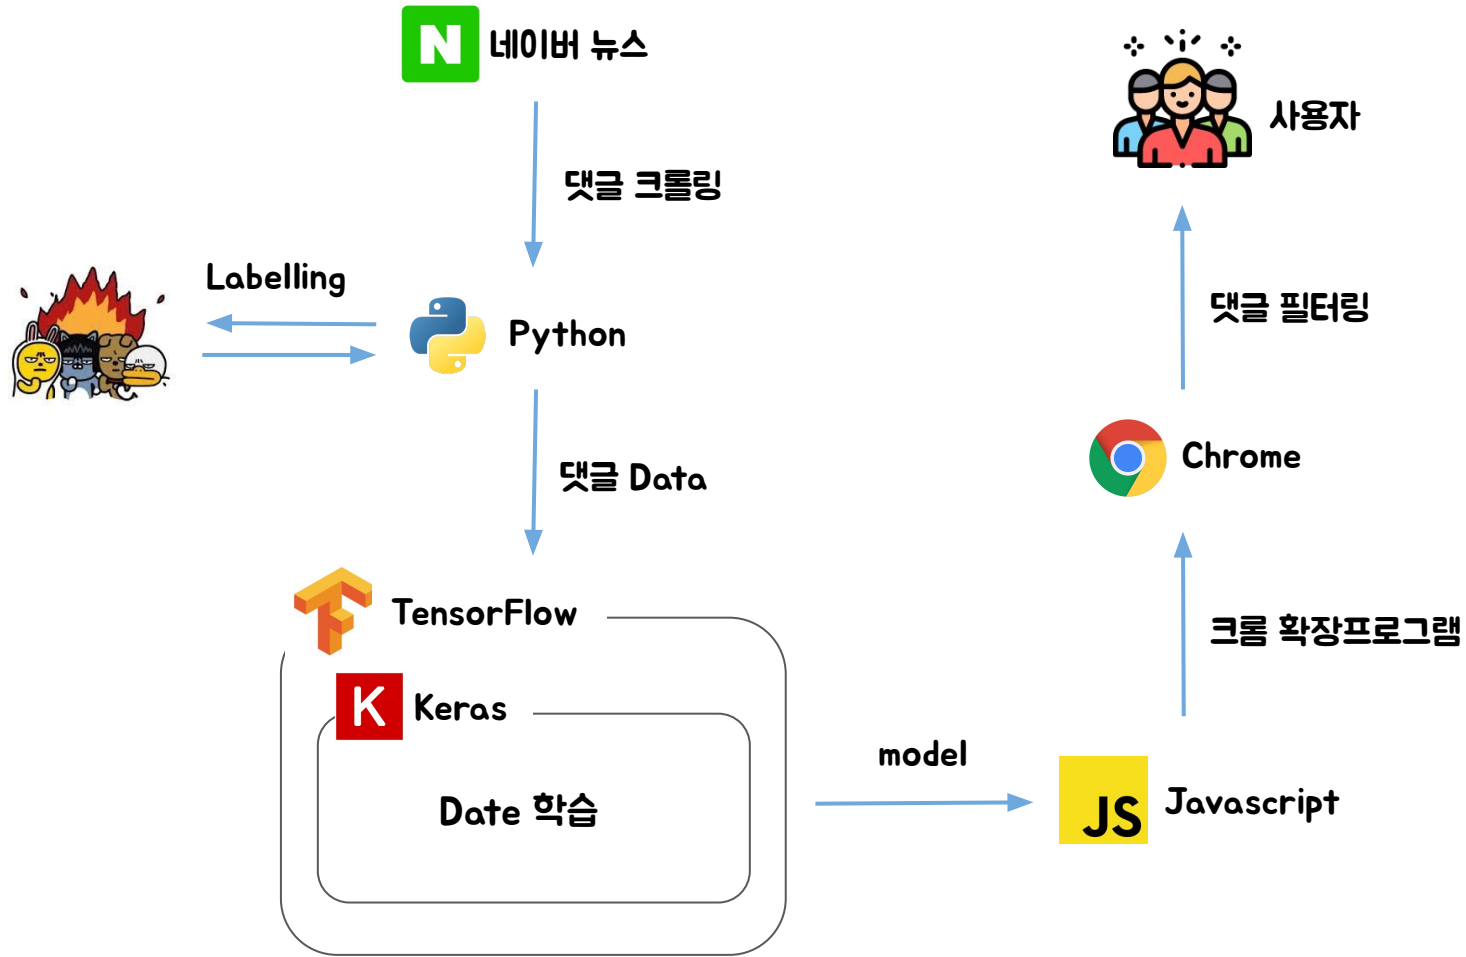 N 네이버 뉴스
사용자
댓글 크롤링
Labelling
댓글 필터링
Python
Chrome
댓글 Data
TensorFlow
크롬 확장프로그램
K Keras
model
Date 학습
JS Javascript